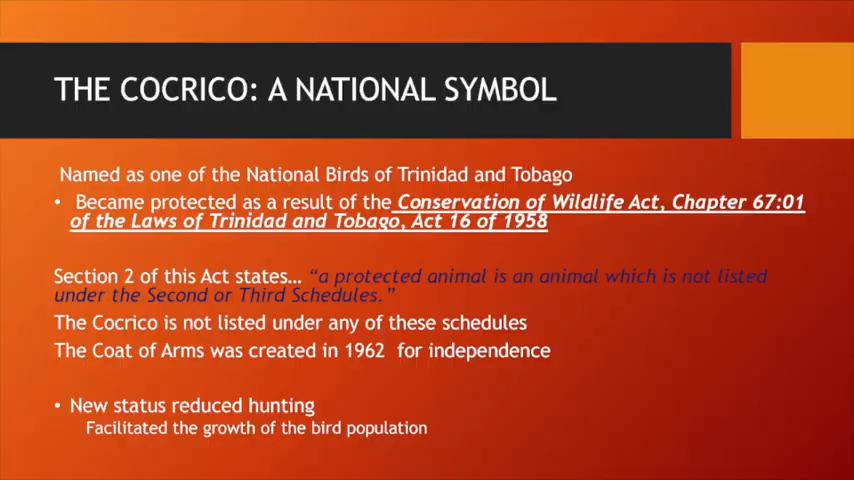 THE COCRICO: A NATIONAL SYMBOL
Named as one of the National Birds of Trinidad and Tobago
• Became protected as a result of the Conservation of Wildlife Act, Chapter 67:01
of the Laws of Trinidad and Tobago, Act 16 of 1958
Section 2 of this Act states… “a protected animal is an animal which is not listed
under the Second or Third Schedules.”
The Cocrico is not listed under any of these schedules
The Coat of Arms was created in 1962 for independence
• New status reduced hunting
Facilitated the growth of the bird population